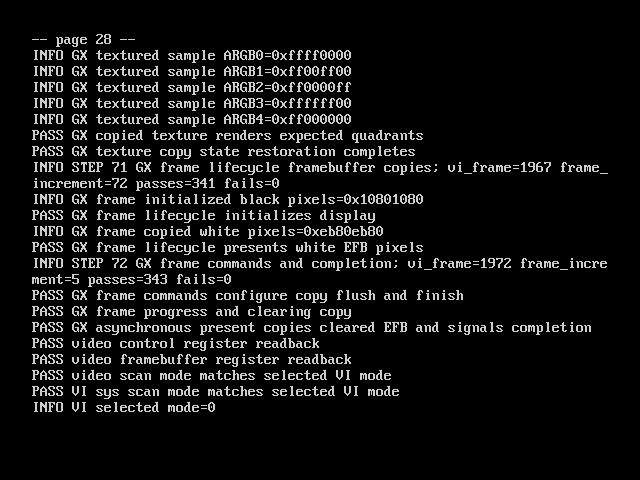 -- page 28 --
INFO GX textured sample ARGB0=0xffff0000
INFO GX textured sample ARGB1=0xff00ff00
INFO GX textured sample ARGB2=0xff0000ff
INFO GX textured sample ARGB3=0xffffff00
INFO GX textured sample ARGB4=0xff000000
PASS GX copied texture renders expected quadrants
PASS GX texture copy state restoration completes
INFO STEP 71 GX frame lifecycle framebuffer copies; vi_frame=1967 frame_
increment=72 passes=341 fails=0
INFO GX frame initialized black pixels=0x10801080
PASS GX frame lifecycle initializes display
INFO GX frame copied white pixels=0xeb80eb80
PASS GX frame lifecycle presents white EFB pixels
INFO STEP 72 GX frame commands and completion; vi_frame=1972 frame_incre
ment=5 passes=343 fails=0
PASS GX frame commands configure copy flush and finish
PASS GX frame progress and clearing copy
PASS GX asynchronous present copies cleared EFB and signals completion
PASS video control register readback
PASS video framebuffer register readback
PASS video scan mode matches selected VI mode
PASS VI sys scan mode matches selected VI mode
INFO VI selected mode=0